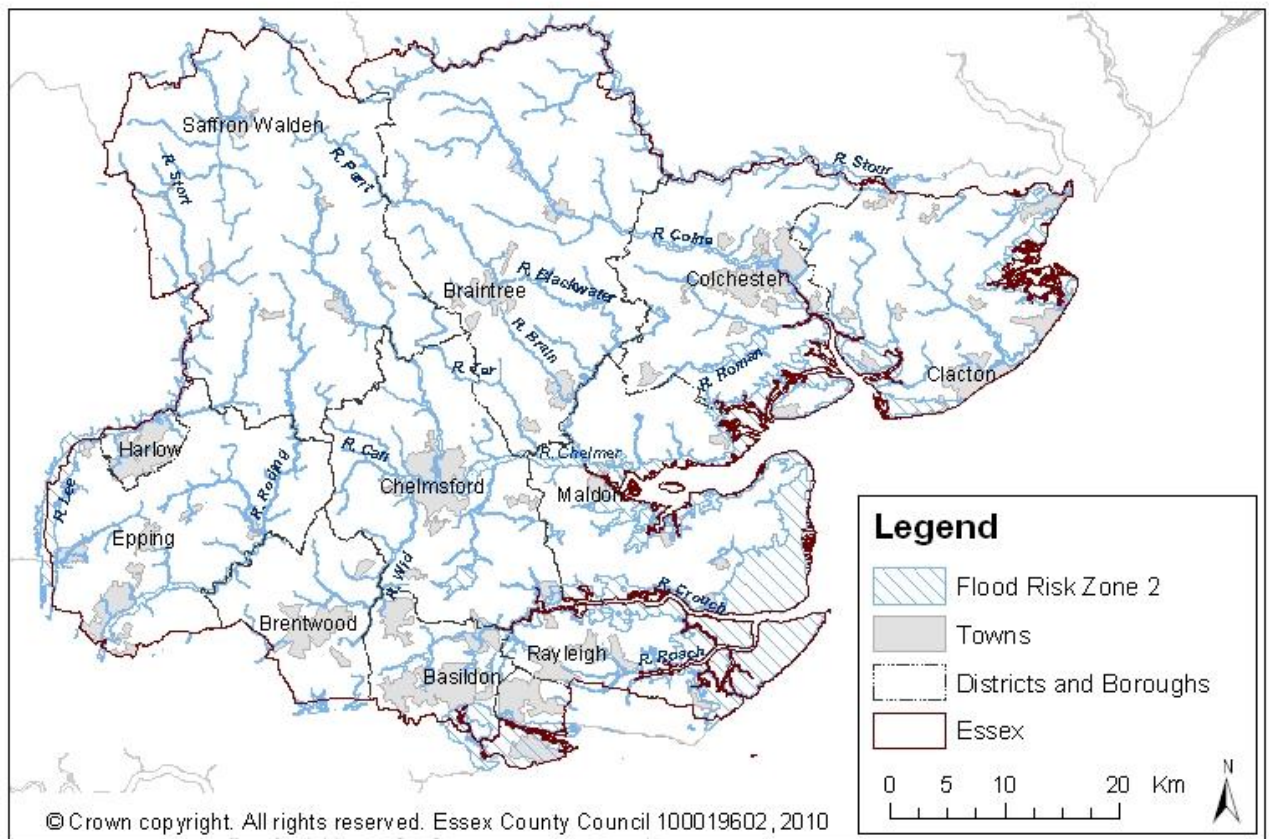 Saffron Walden
R. Stort
R. Pant
R. Stour
R. Colne
Colchester
R. Blackwater
Braintree
R. Brain
R. Ter
R. Roman
Clacton
Harlow
R. Lee
R. Roding
R. Can
R. Chelmer
Chelmsford
Maldon
Epping
R. Wid
R. Crouch
Brentwood
Rayleigh
R. Roach
Basildon
Legend
Flood Risk Zone 2
Towns
Districts and Boroughs
Essex
N
0 5 10 20 Km
© Crown copyright. All rights reserved. Essex County Council 100019602, 2010